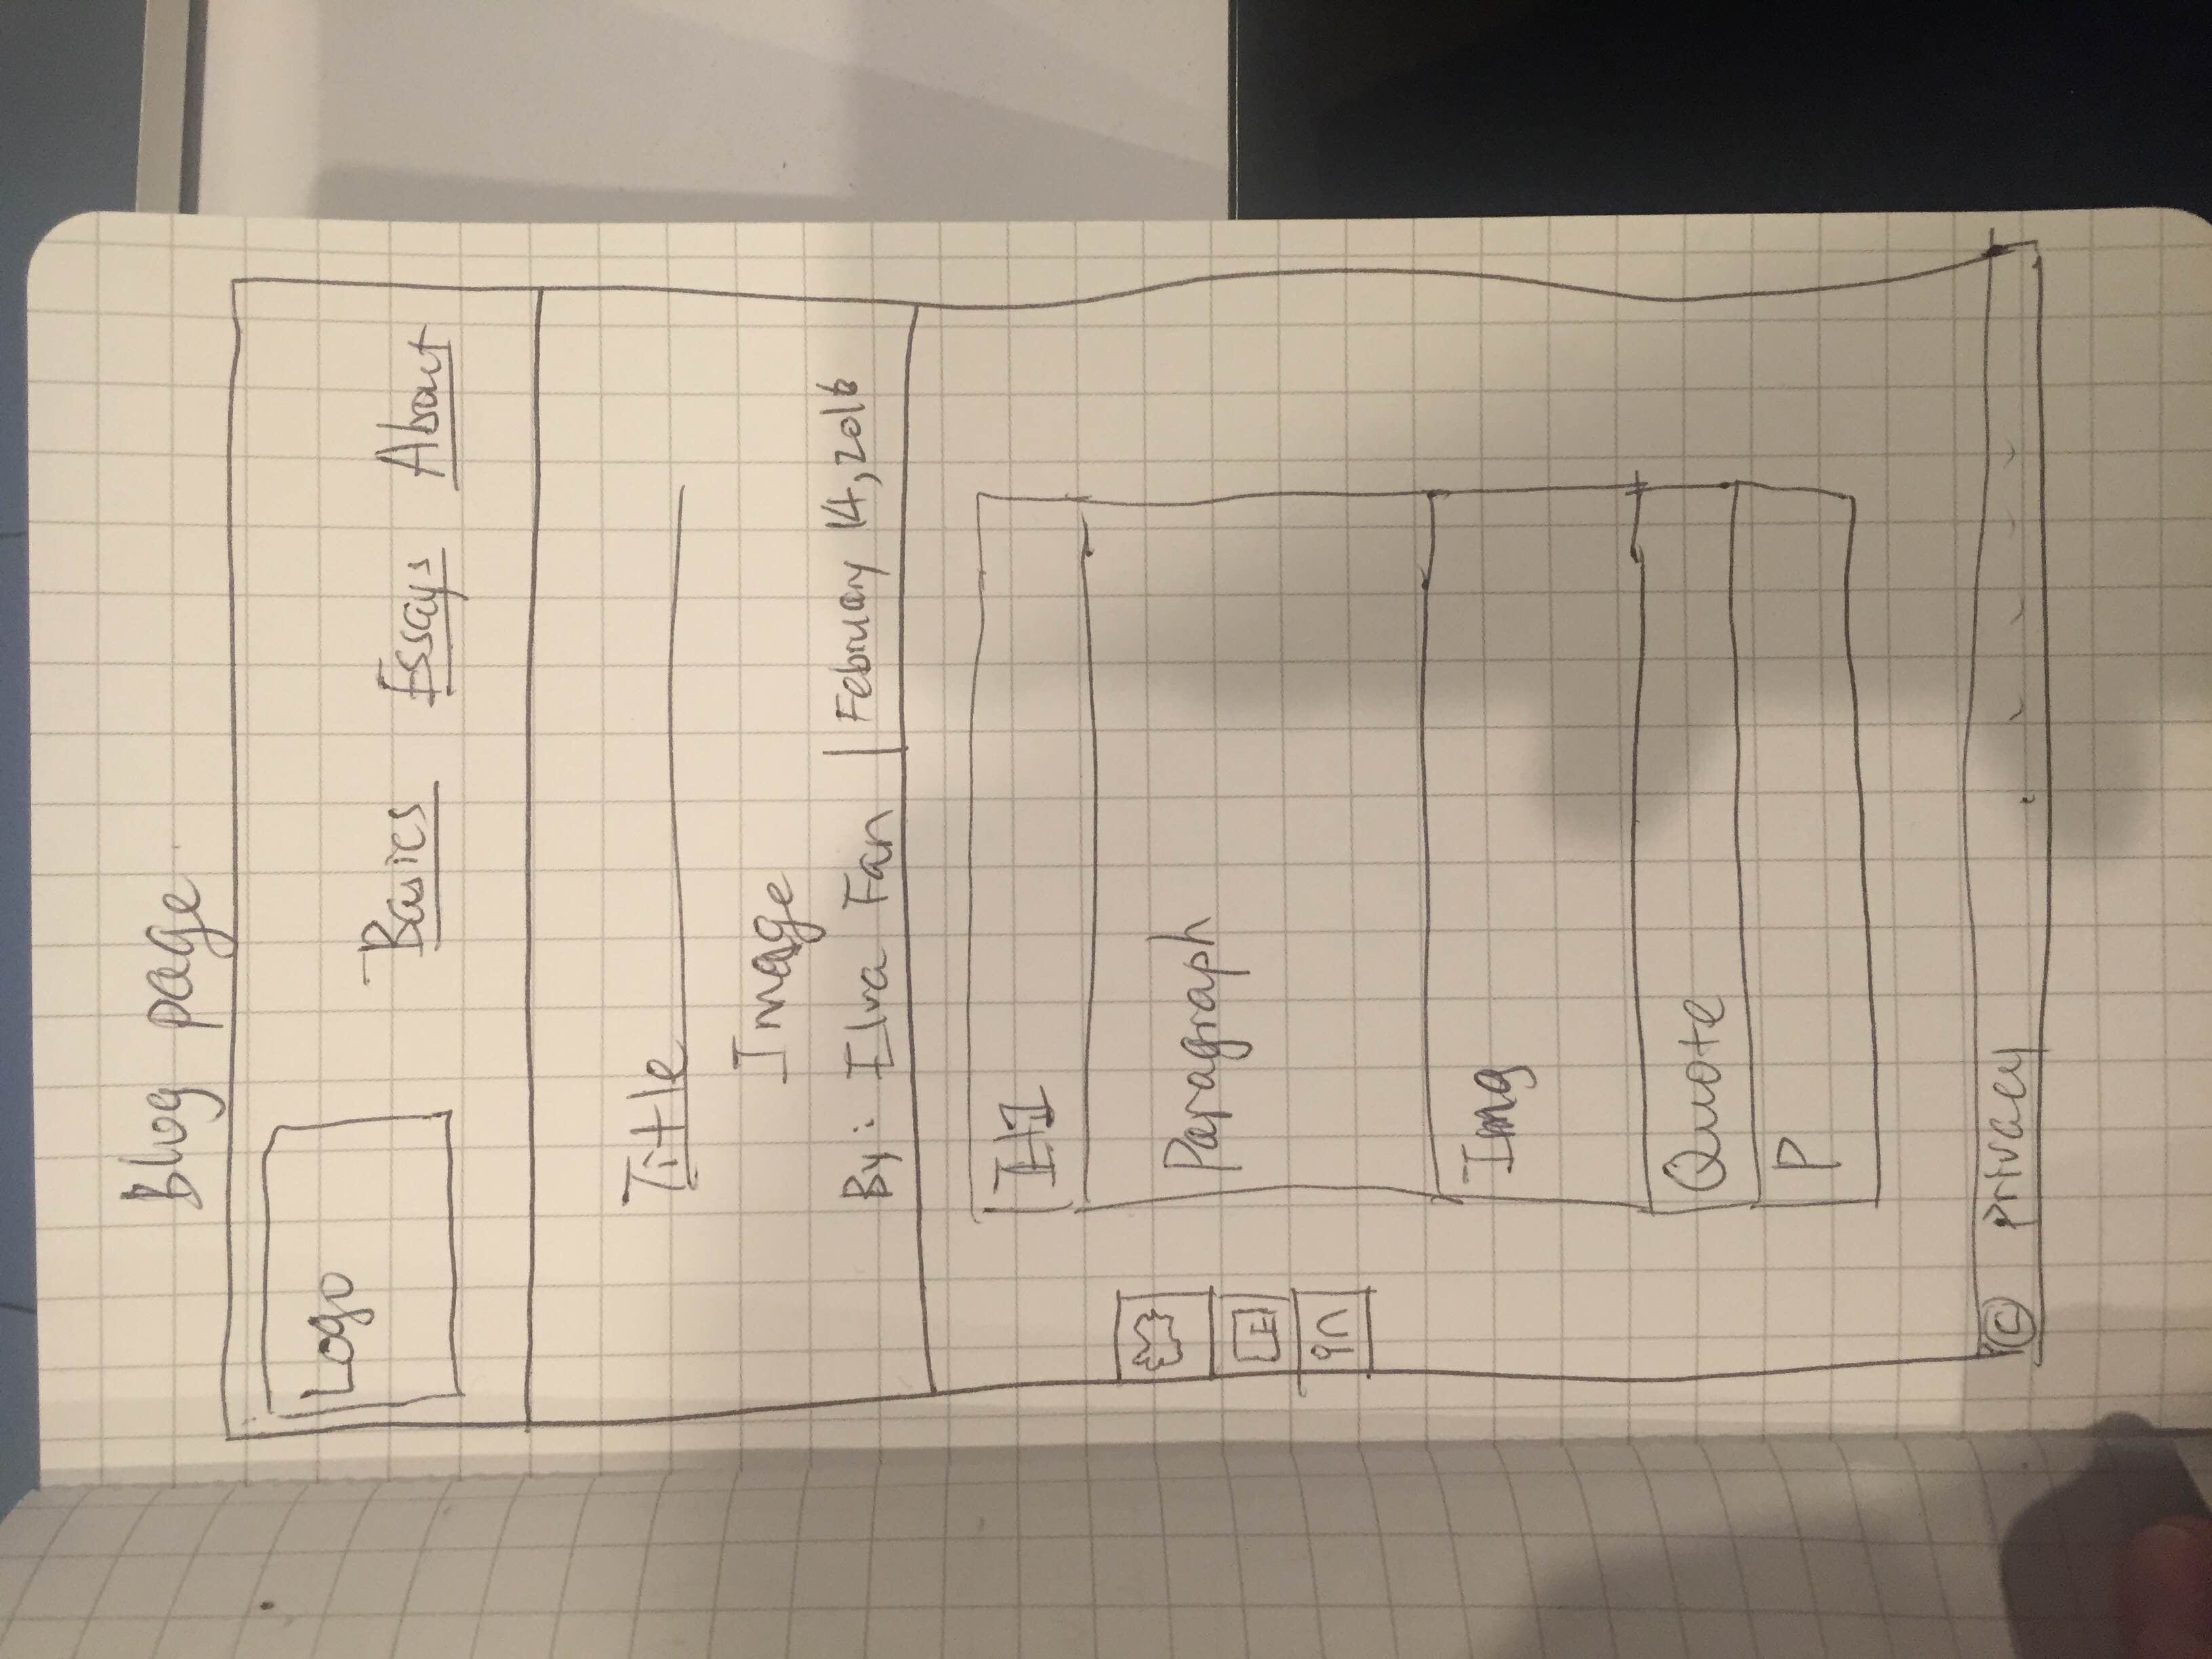 Blog page
Logo
Basics Essays About
Title
Image
By: Elva Fan | February 14, 2016
H1
Paragraph
in
Img
Quote
P
© privacy